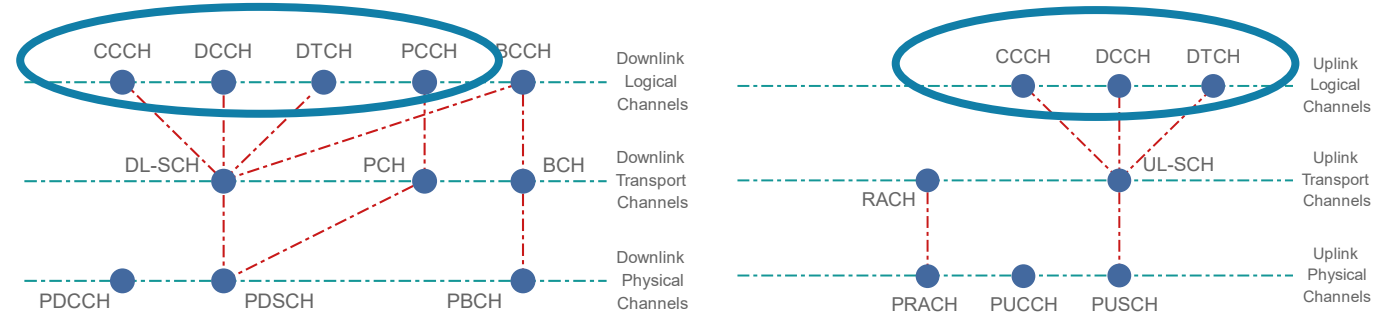 CCCH DCCH DTCH PCCH BCCH
Downlink
Logical
Channels
DL-SCH PCH BCH
Downlink
Transport
Channels
PDCCH PDSCH PBCH
Downlink
Physical
Channels
CCCH DCCH DTCH
Uplink
Logical
Channels
RACH UL-SCH
Uplink
Transport
Channels
PRACH PUCCH PUSCH
Uplink
Physical
Channels